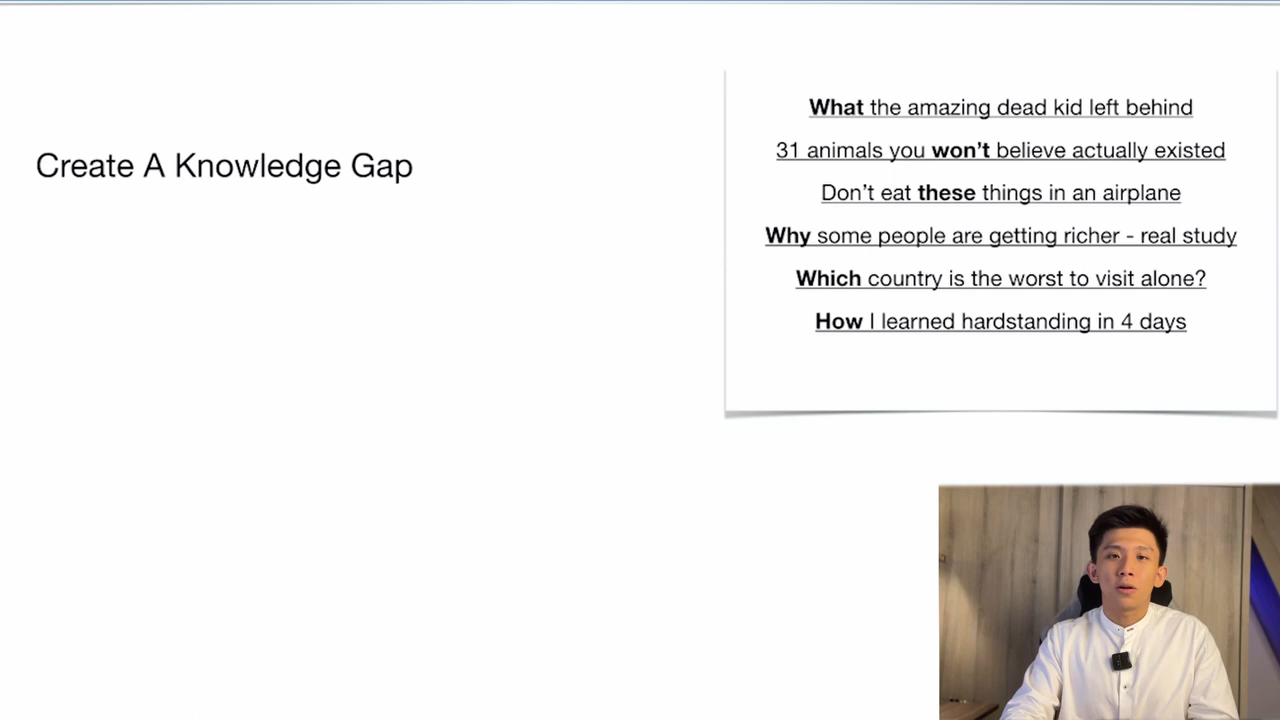 Create A Knowledge Gap
What the amazing dead kid left behind
31 animals you won’t believe actually existed
Don’t eat these things in an airplane
Why some people are getting richer - real study
Which country is the worst to visit alone?
How I learned hardstanding in 4 days